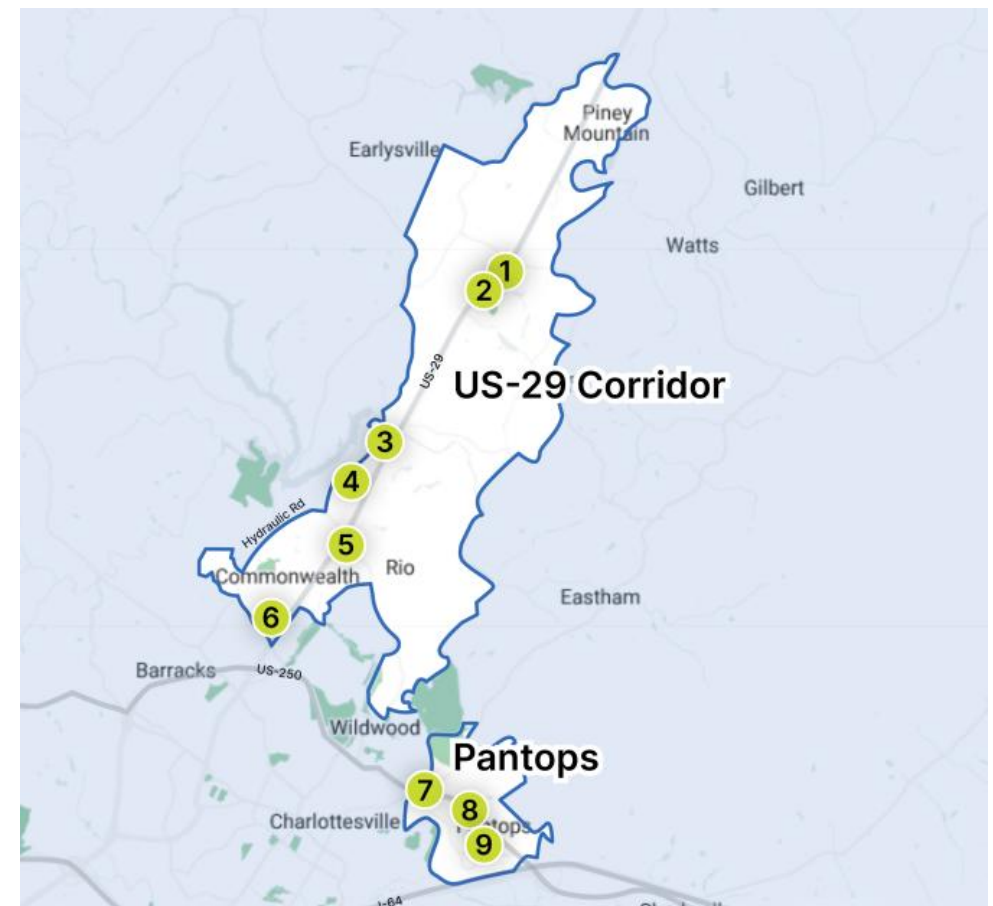 Piney
Mountain
Earlysville
Gilbert
Watts
1
2
US-29
US-29 Corridor
3
4
Hydraulic Rd
5
Rio
Commonwealth
Eastham
6
Barracks
US-250
Wildwood
Pantops
7
8
Charlottesville
9
I-64